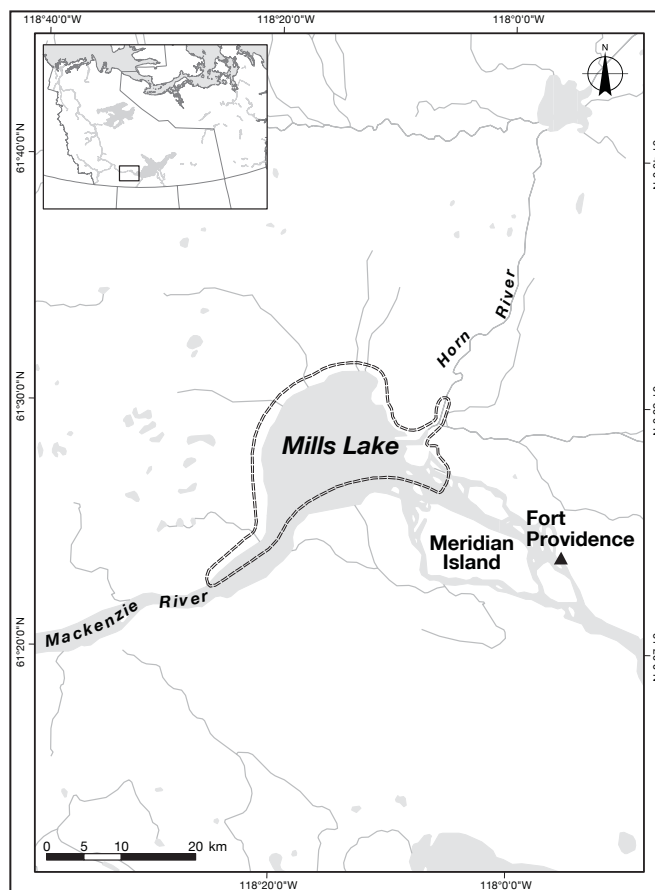 118°40'0"W 118°20'0"W 118°0'0"W
N
61°40'0"N
Horn River
61°30'0"N
Mills Lake
Fort
Providence
Meridian
Island
Mackenzie River
61°20'0"N
0 5 10 20 km
118°20'0"W 118°0'0"W